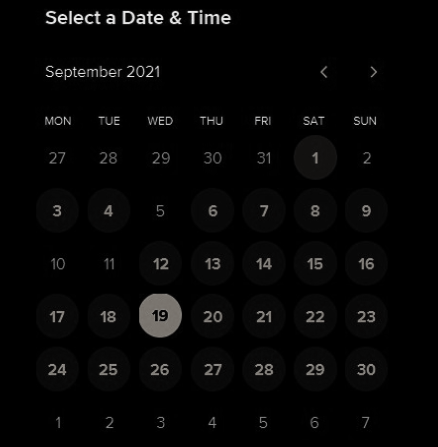 Select a Date & Time
September 2021
MON TUE WED THU FRI SAT SUN
27 28 29 30 31 1 2
3 4 5 6 7 8 9
10 11 12 13 14 15 16
17 18 19 20 21 22 23
24 25 26 27 28 29 30
1 2 3 4 5 6 7